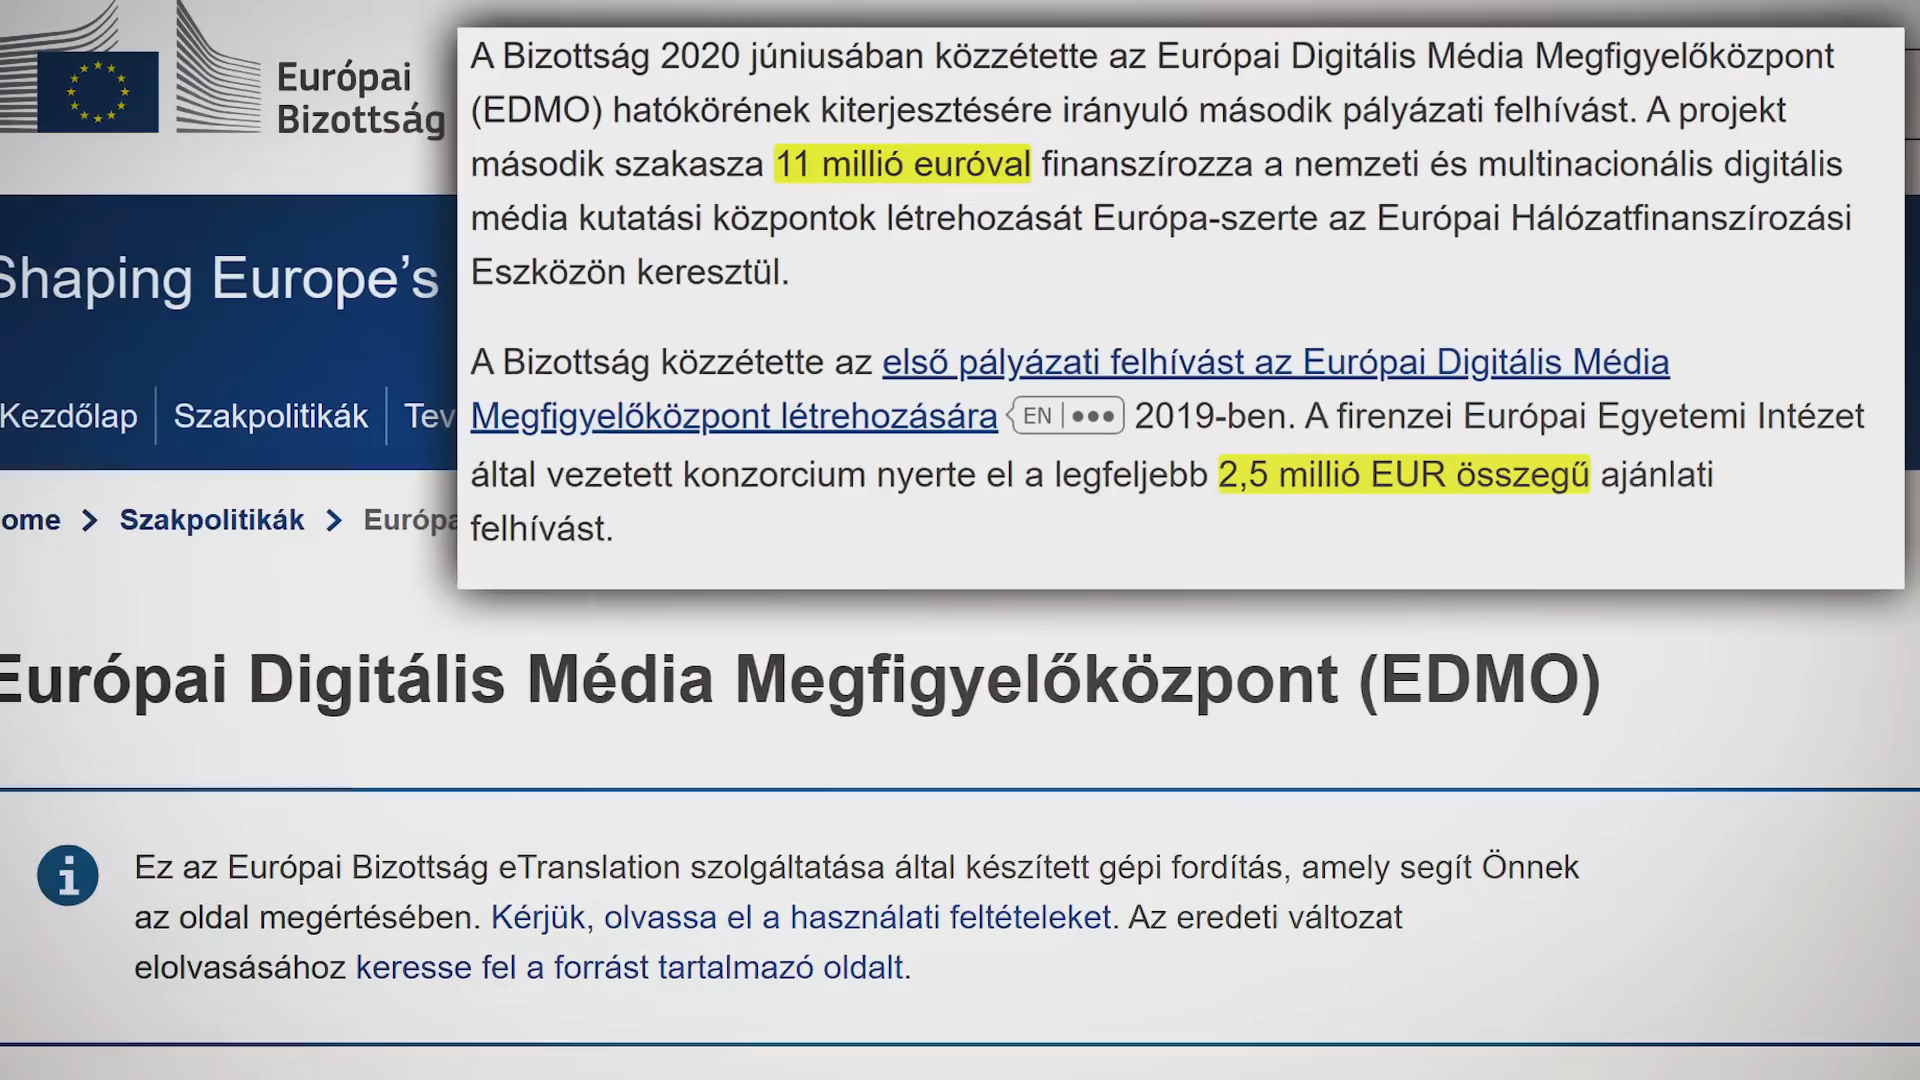 Európai
Bizottság
A Bizottság 2020 júniusában közzétette az Európai Digitális Média Megfigyelőközpont
(EDMO) hatókörének kiterjesztésére irányuló második pályázati felhívást. A projekt
második szakasza 11 millió euróval finanszírozza a nemzeti és multinacionális digitális
média kutatási központok létrehozását Európa-szerte az Európai Hálózatfinanszírozási
Eszközön keresztül.
A Bizottság közzétette az első pályázati felhívást az Európai Digitális Média
Megfigyelőközpont létrehozására EN ••• 2019-ben. A firenzei Európai Egyetemi Intézet
által vezetett konzorcium nyerte el a legfeljebb 2,5 millió EUR összegű ajánlati
felhívást.
Shaping Europe's
Kezdőlap Szakpolitikák Tev
ome > Szakpolitikák > Európa
Európai Digitális Média Megfigyelőközpont (EDMO)
Ez az Európai Bizottság eTranslation szolgáltatása által készített gépi fordítás, amely segít Önnek
az oldal megértésében. Kérjük, olvassa el a használati feltételeket. Az eredeti változat
elolvasásához keresse fel a forrást tartalmazó oldalt.